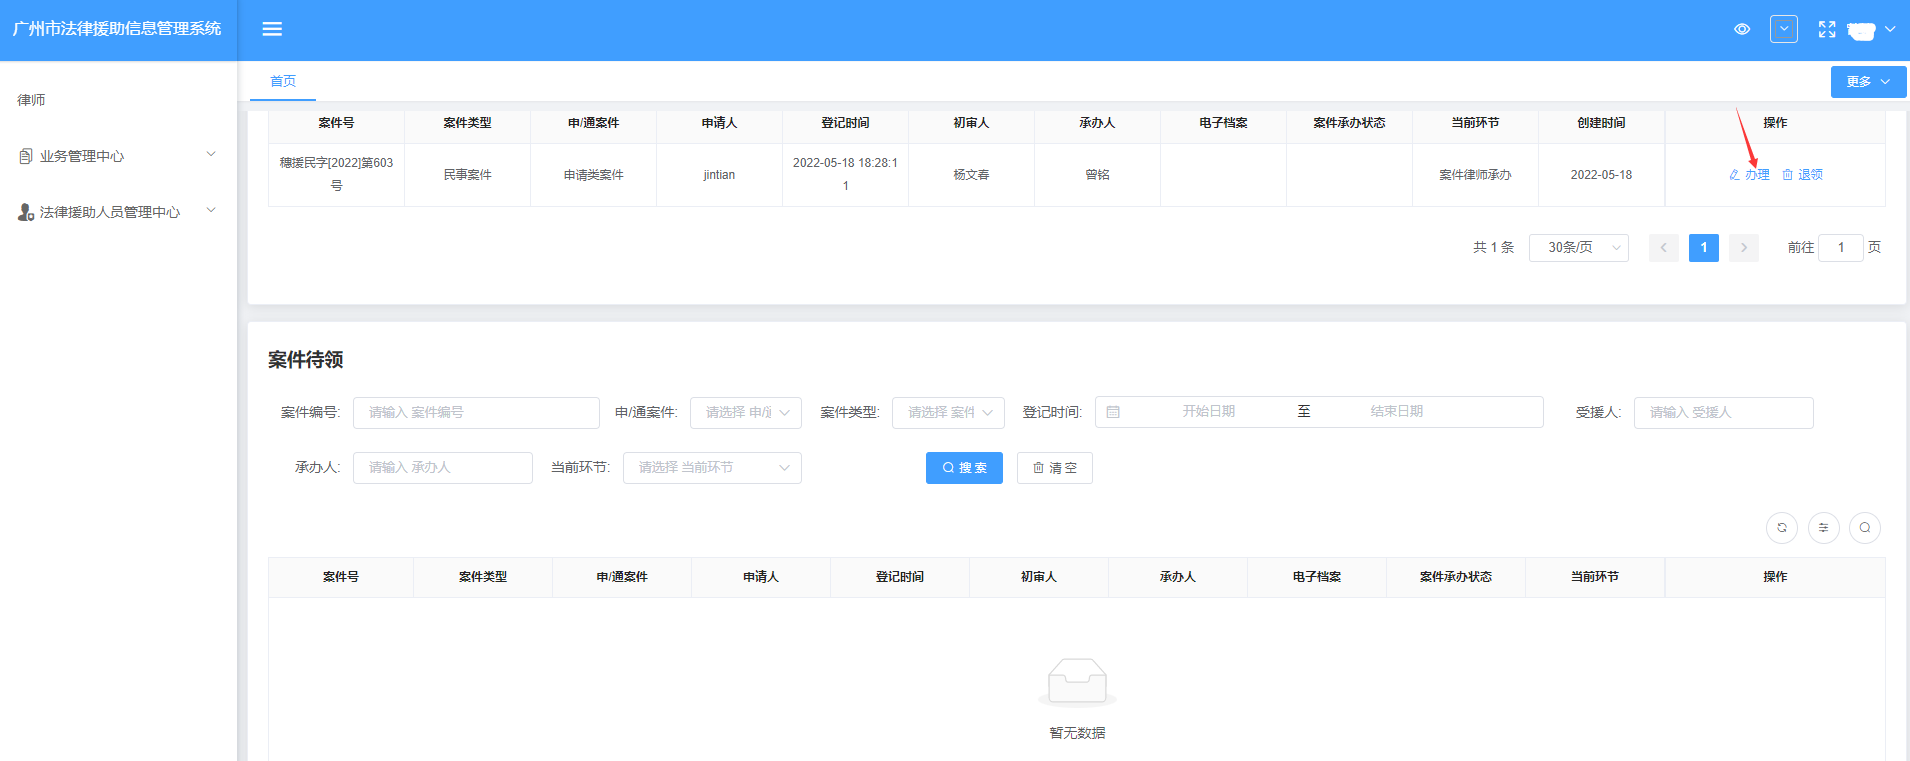 广州市法律援助信息管理系统
律师
业务管理中心
法律援助人员管理中心
首页
更多
案件号 案件类型 申/通案件 申请人 登记时间 初审人 承办人 电子档案 案件承办状态 当前环节 创建时间 操作
穗援民字[2022]第603
号
民事案件
申请类案件
jintian
2022-05-18 18:28:1
1
杨文春
曾铭
案件律师承办
2022-05-18
办理 退领
共 1 条 30条/页 1 前往 1 页
案件待领
案件编号: 请输入 案件编号 申/通案件: 请选择 申/i 案件类型: 请选择 案件 登记时间: 开始日期 至 结束日期 受援人: 请输入 受援人
承办人: 请输入 承办人 当前环节: 请选择 当前环节 搜 索 清 空
案件号 案件类型 申/通案件 申请人 登记时间 初审人 承办人 电子档案 案件承办状态 当前环节 操作
暂无数据